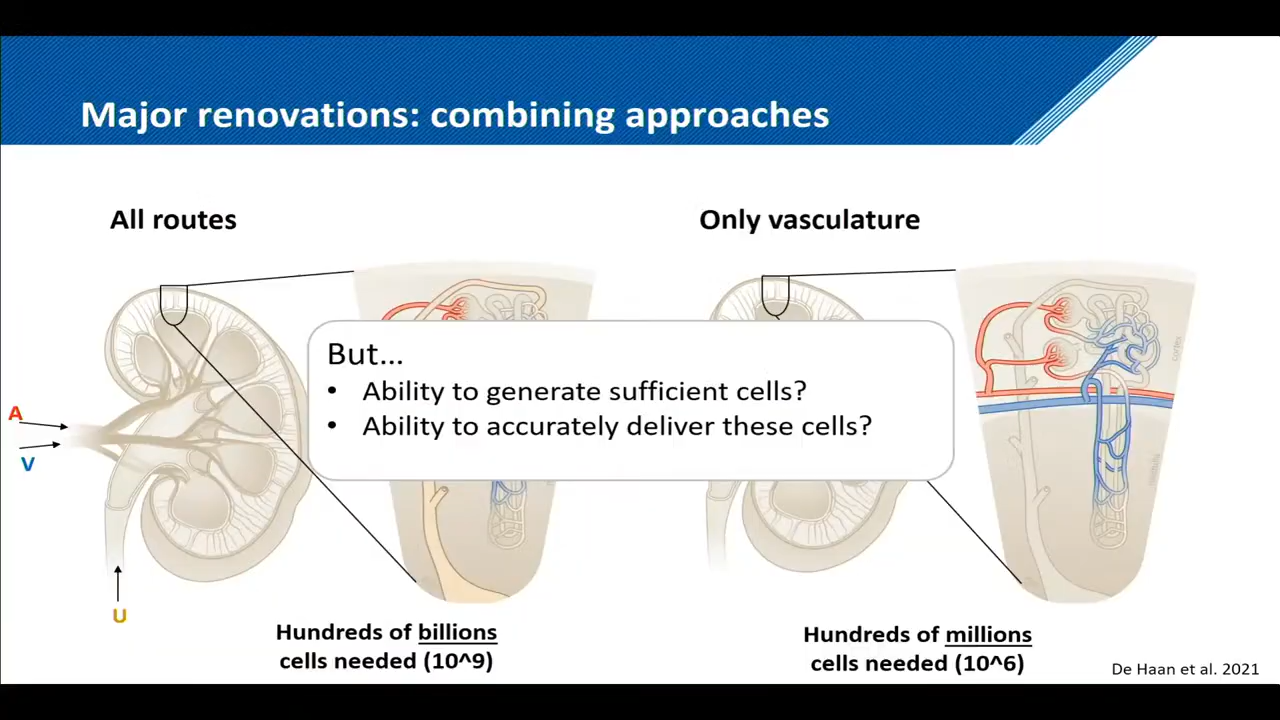 Major renovations: combining approaches
All routes
Only vasculature
A
V
U
But...
• Ability to generate sufficient cells?
• Ability to accurately deliver these cells?
cortex
medulla
Hundreds of billions
cells needed (10^9)
Hundreds of millions
cells needed (10^6)
De Haan et al. 2021